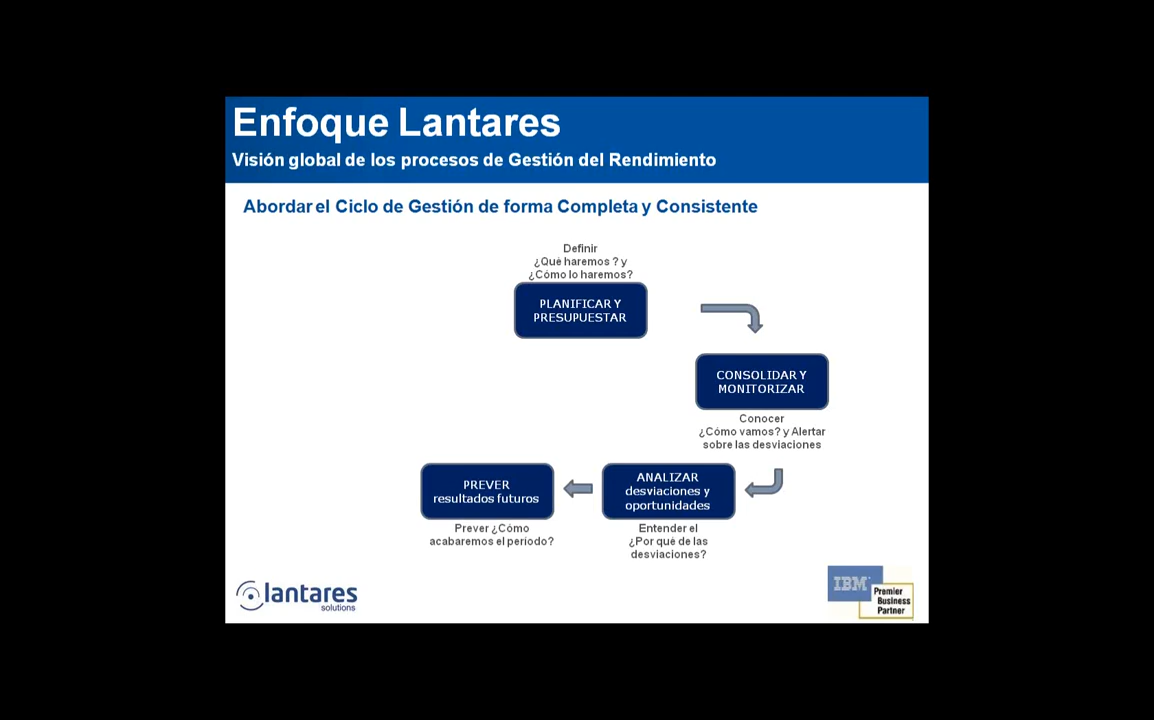 Enfoque Lantares
Visión global de los procesos de Gestión del Rendimiento
Abordar el Ciclo de Gestión de forma Completa y Consistente
Definir
¿Qué haremos ? y
¿Cómo lo haremos?
PLANIFICAR Y
PRESUPUESTAR
CONSOLIDAR Y
MONITORIZAR
Conocer
¿Cómo vamos? y Alertar
sobre las desviaciones
ANALIZAR
desviaciones y
oportunidades
Entender el
¿Por qué de las
desviaciones?
PREVER
resultados futuros
Prever ¿Cómo
acabaremos el período?
lantares
solutions
IBM
Premier
Business
Partner